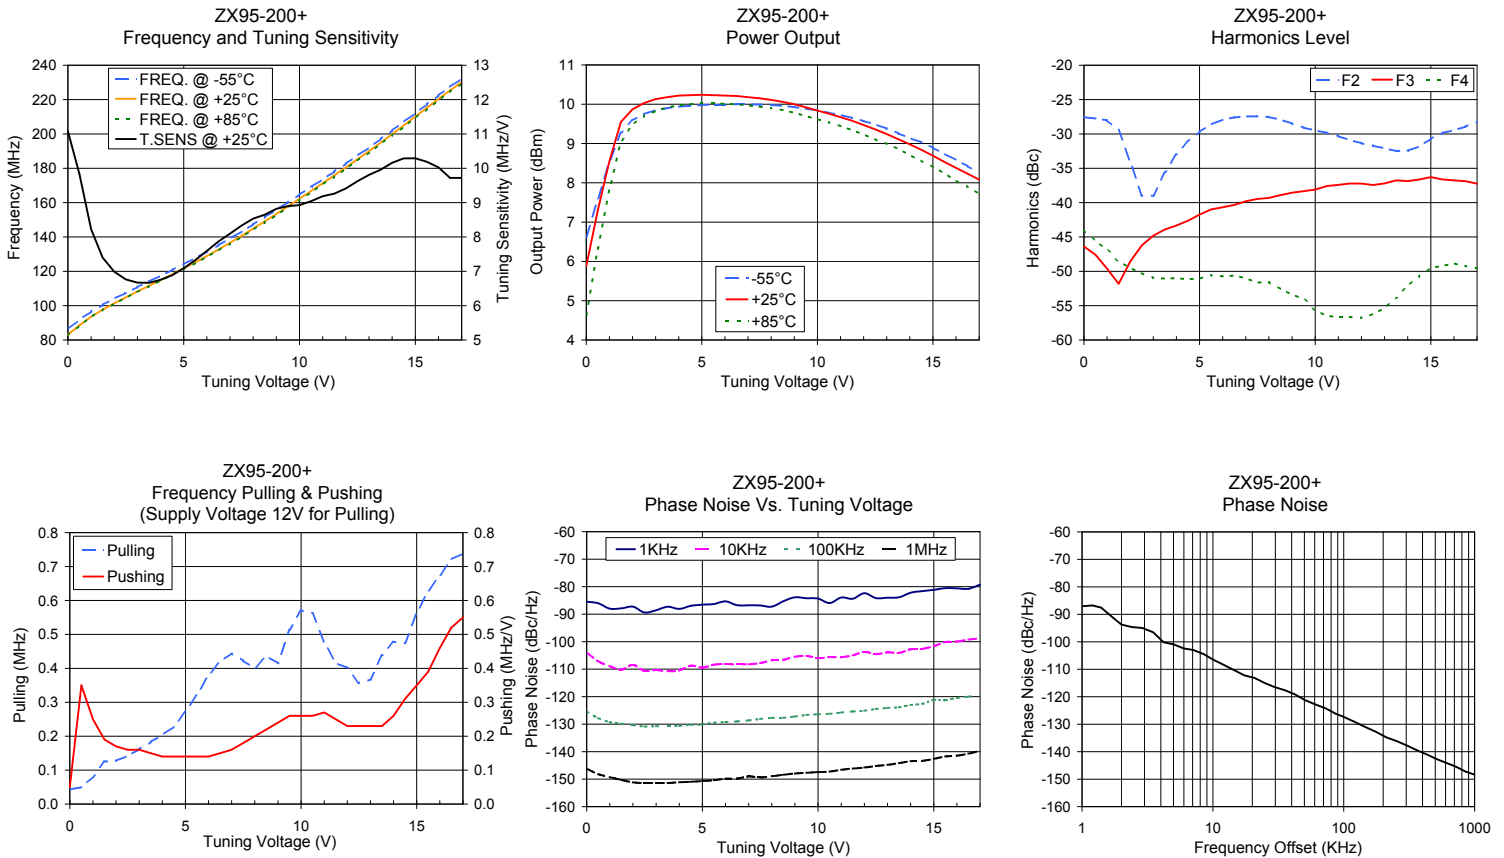 ZX95-200+
Frequency and Tuning Sensitivity
240
220
200
180
160
140
120
100
80
Frequency (MHz)
FREQ. @ -55°C
FREQ. @ +25°C
FREQ. @ +85°C
T.SENS @ +25°C
13
12
11
10
9
8
7
6
5
Tuning Sensitivity (MHz/V)
0 5 10 15
Tuning Voltage (V)
ZX95-200+
Power Output
11
10
9
8
7
6
5
4
Output Power (dBm)
-55°C
+25°C
+85°C
0 5 10 15
Tuning Voltage (V)
ZX95-200+
Harmonics Level
-20
-25
-30
-35
-40
-45
-50
-55
-60
Harmonics (dBc)
F2 F3 F4
0 5 10 15
Tuning Voltage (V)
ZX95-200+
Frequency Pulling & Pushing
(Supply Voltage 12V for Pulling)
0.8
0.7
0.6
0.5
0.4
0.3
0.2
0.1
0.0
Pulling (MHz)
Pulling
Pushing
0.8
0.7
0.6
0.5
0.4
0.3
0.2
0.1
0.0
Pushing (MHz/V)
0 5 10 15
Tuning Voltage (V)
ZX95-200+
Phase Noise Vs. Tuning Voltage
-60
-70
-80
-90
-100
-110
-120
-130
-140
-150
-160
Phase Noise (dBc/Hz)
1KHz 10KHz 100KHz 1MHz
0 5 10 15
Tuning Voltage (V)
ZX95-200+
Phase Noise
-60
-70
-80
-90
-100
-110
-120
-130
-140
-150
-160
Phase Noise (dBc/Hz)
1 10 100 1000
Frequency Offset (KHz)